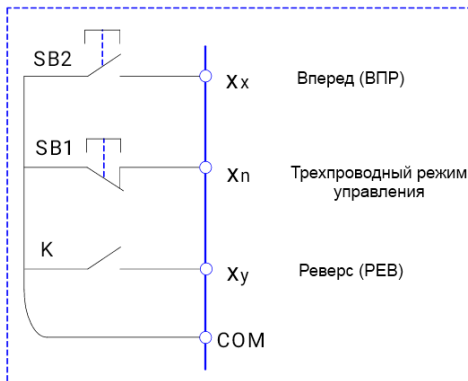 SB2
Xx
Вперед (ВПР)
SB1
Xn
Трехпроводный режим
управления
K
Xy
Реверс (РЕВ)
COM